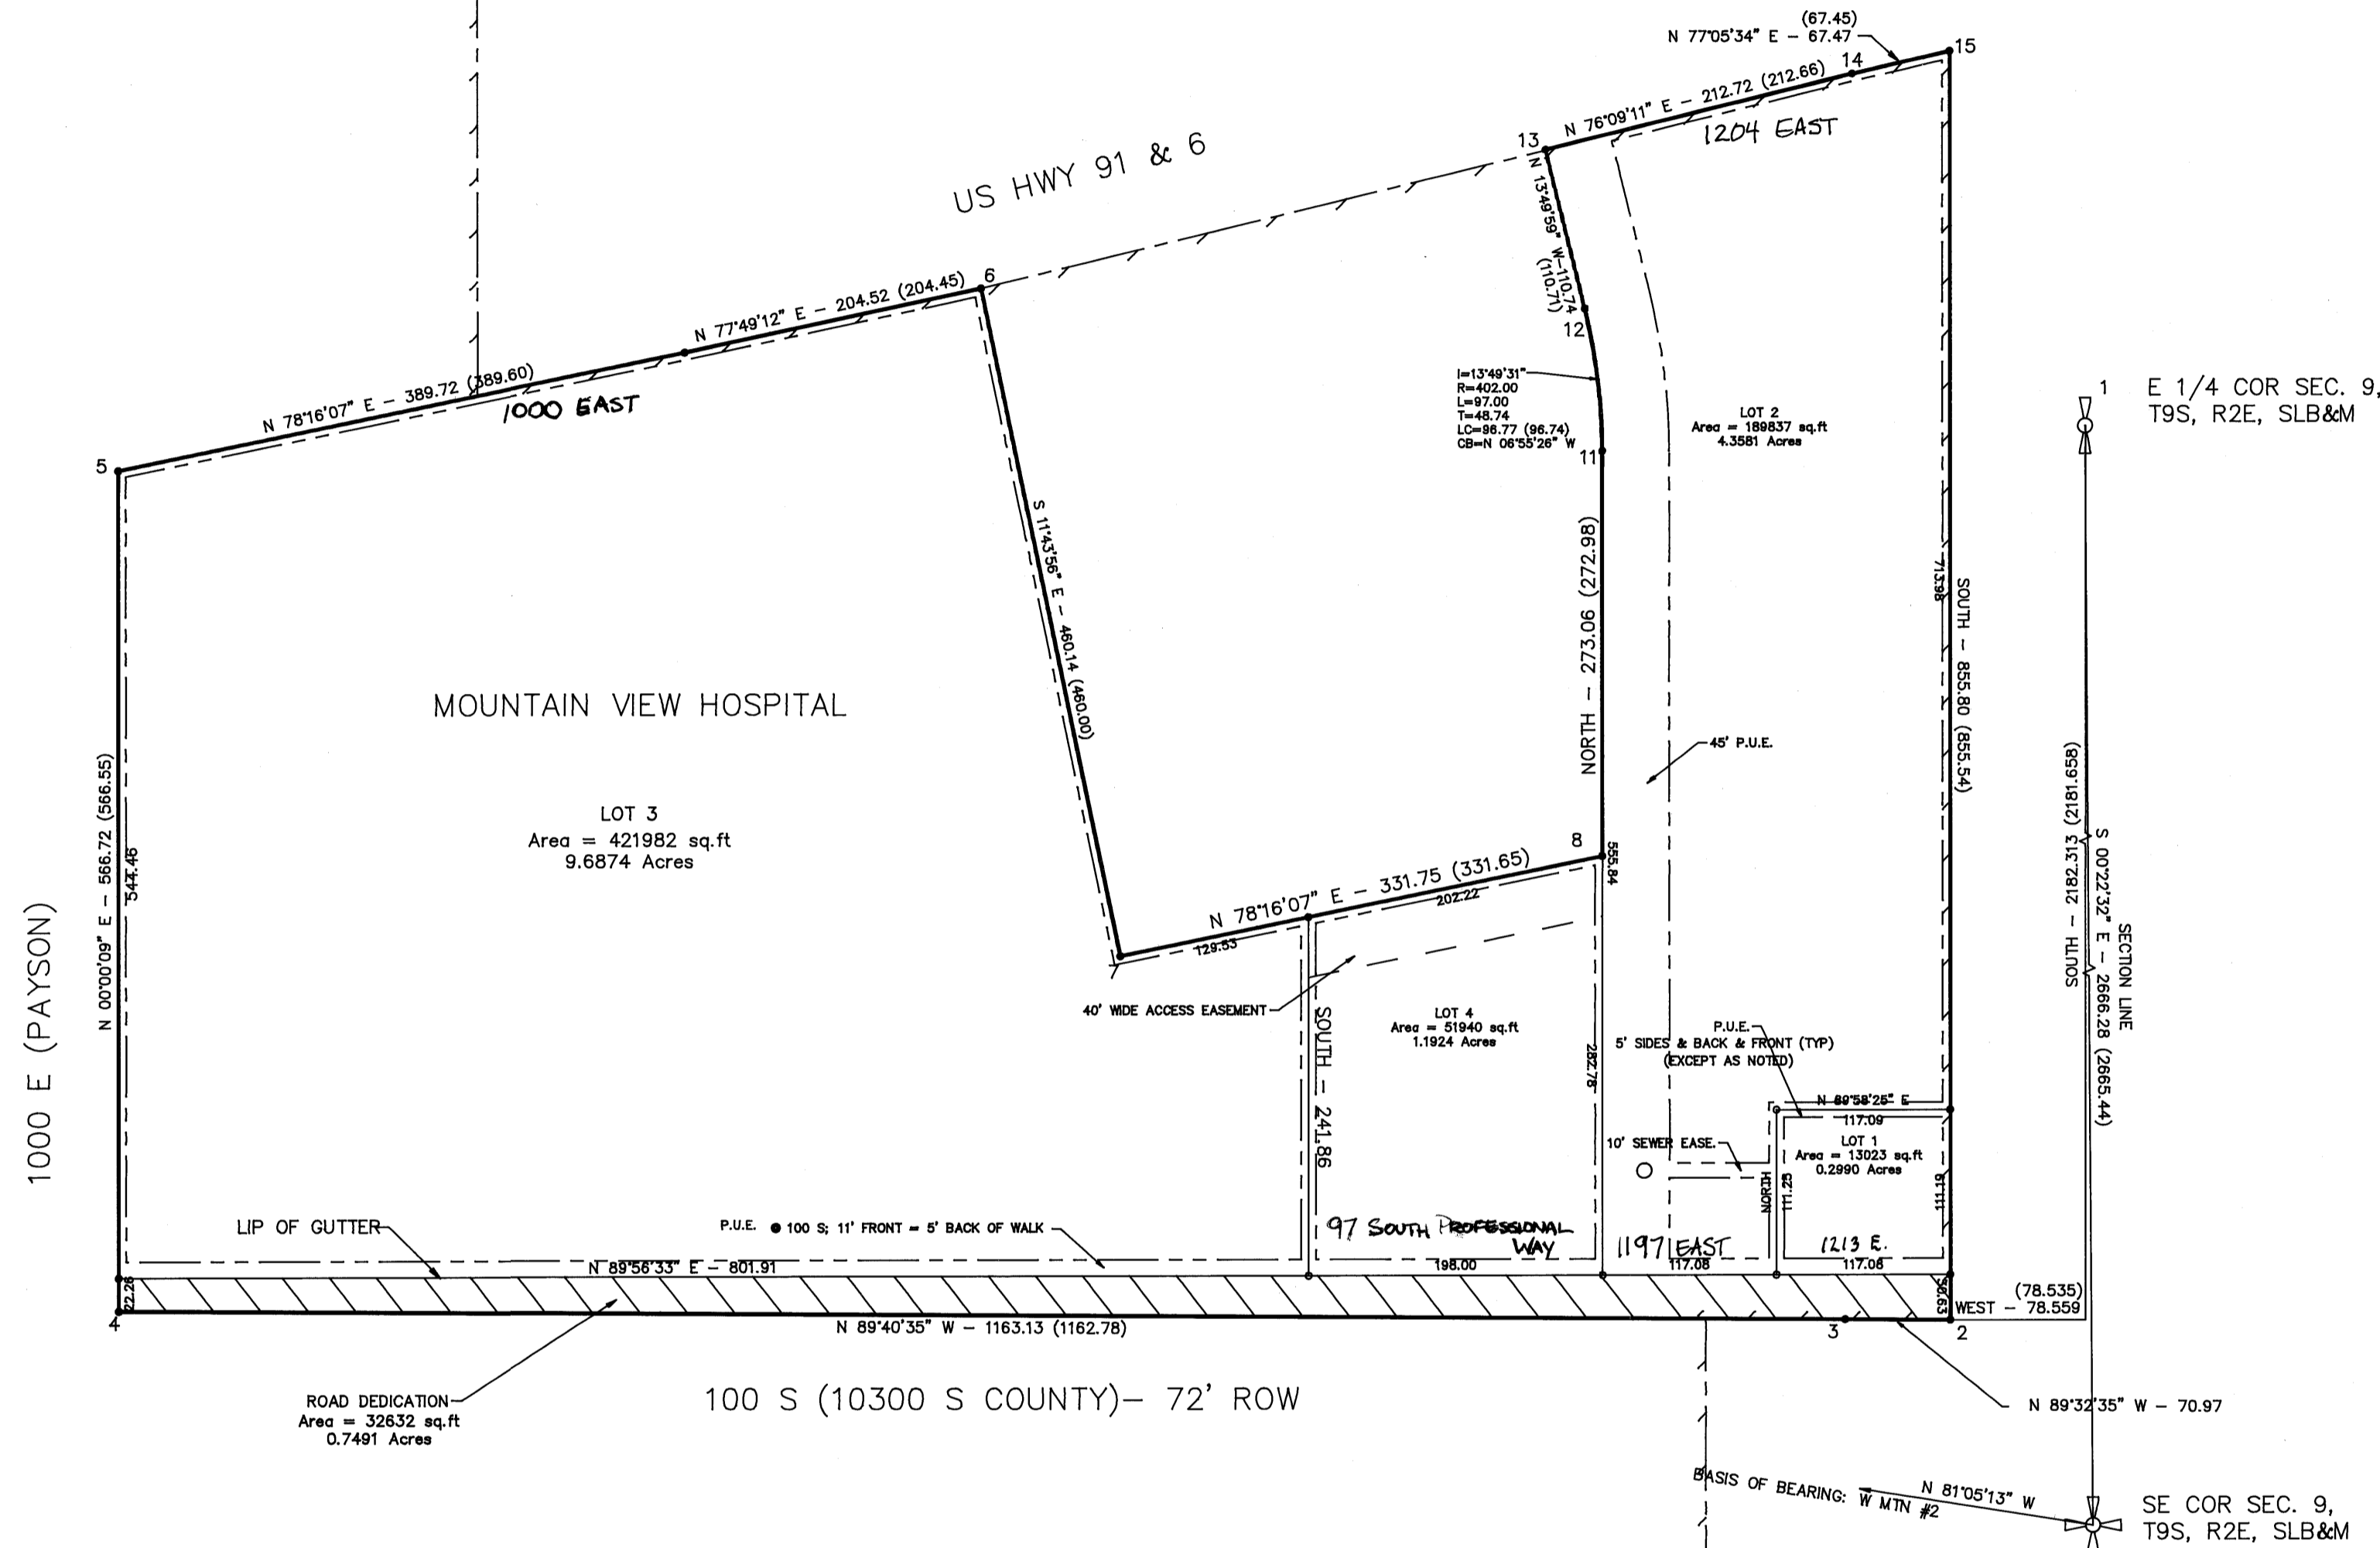 (67.45)
N 77°05'34" E – 67.47
15
14
N 76°09'11" E – 212.72 (212.66)
1204 EAST
13
US HWY 91 & 6
N 13°49'59" W–110.74
(110.71)
12
6
N 77°49'12" E – 204.52 (204.45)
N 78°16'07" E – 389.72 (389.60)
1000 EAST
5
I=13°49'31"
R=402.00
L=97.00
T=48.74
LC=96.77 (96.74)
CB=N 06°55'26" W
11
LOT 2
Area = 189837 sq.ft
4.3581 Acres
1
E 1/4 COR SEC. 9,
T9S, R2E, SLB&M
S 11°43'56" E – 460.14 (460.00)
NORTH – 273.06 (272.98)
713.98
SOUTH – 855.80 (855.54)
MOUNTAIN VIEW HOSPITAL
LOT 3
Area = 421982 sq.ft
9.6874 Acres
45' P.U.E.
1000 E (PAYSON)
N 00°00'09" E – 566.72 (566.55)
544.46
8
555.84
N 78°16'07" E – 331.75 (331.65)
202.22
129.53
7
SOUTH – 2182.313 (2181.658)
S 00°22'32" E – 2666.28 (2665.44)
SECTION LINE
40' WIDE ACCESS EASEMENT
LOT 4
Area = 51940 sq.ft
1.1924 Acres
SOUTH – 241.86
282.78
P.U.E.
5' SIDES & BACK & FRONT (TYP)
(EXCEPT AS NOTED)
N 89°58'25" E
117.09
LOT 1
Area = 13023 sq.ft
0.2990 Acres
10' SEWER EASE.
NORTH
111.25
111.19
LIP OF GUTTER
P.U.E. ● 100 S; 11' FRONT = 5' BACK OF WALK
97 SOUTH PROFESSIONAL
WAY
1197 EAST
1213 E.
N 89°56'33" E – 801.91
198.00
117.08
117.06
22.26
30.63
(78.535)
WEST – 78.559
4
N 89°40'35" W – 1163.13 (1162.78)
3
2
ROAD DEDICATION
Area = 32632 sq.ft
0.7491 Acres
100 S (10300 S COUNTY)– 72' ROW
N 89°32'35" W – 70.97
BASIS OF BEARING: W MTN #2
N 81°05'13" W
SE COR SEC. 9,
T9S, R2E, SLB&M